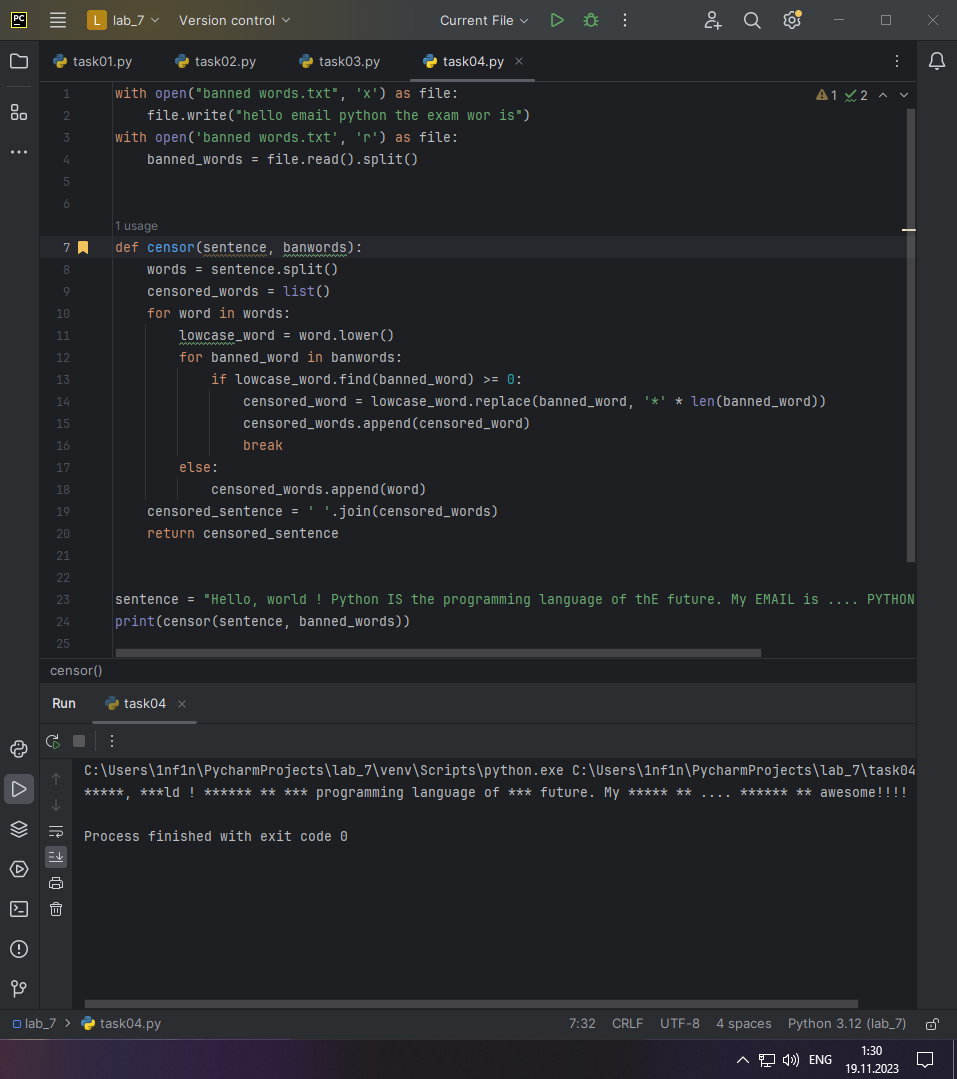 PC L lab_7 Version control Current File
task01.py task02.py task03.py task04.py
1 with open("banned words.txt", 'x') as file: 1 2
2 file.write("hello email python the exam wor is")
3 with open('banned words.txt', 'r') as file:
4 banned_words = file.read().split()
5
6
1 usage
7 def censor(sentence, banwords):
8 words = sentence.split()
9 censored_words = list()
10 for word in words:
11 lowcase_word = word.lower()
12 for banned_word in banwords:
13 if lowcase_word.find(banned_word) >= 0:
14 censored_word = lowcase_word.replace(banned_word, '*' * len(banned_word))
15 censored_words.append(censored_word)
16 break
17 else:
18 censored_words.append(word)
19 censored_sentence = ' '.join(censored_words)
20 return censored_sentence
21
22
23 sentence = "Hello, world ! Python IS the programming language of thE future. My EMAIL is .... PYTHON
24 print(censor(sentence, banned_words))
25
censor()
Run task04
C:\Users\1nf1n\PycharmProjects\lab_7\venv\Scripts\python.exe C:\Users\1nf1n\PycharmProjects\lab_7\task04
*****, ***ld ! ****** ** *** programming language of *** future. My ***** ** .... ****** ** awesome!!!!
Process finished with exit code 0
lab_7 > task04.py 7:32 CRLF UTF-8 4 spaces Python 3.12 (lab_7)
ENG 1:30
19.11.2023